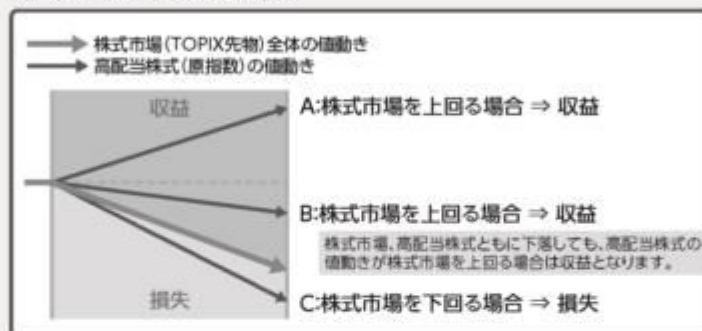 株式市場(TOPIX先物)全体の値動き
高配当株式(原指数)の値動き
収益
A:株式市場を上回る場合 ⇒ 収益
B:株式市場を上回る場合 ⇒ 収益
株式市場、高配当株式ともに下落しても、高配当株式の
値動きが株式市場を上回る場合は収益となります。
損失
C:株式市場を下回る場合 ⇒ 損失